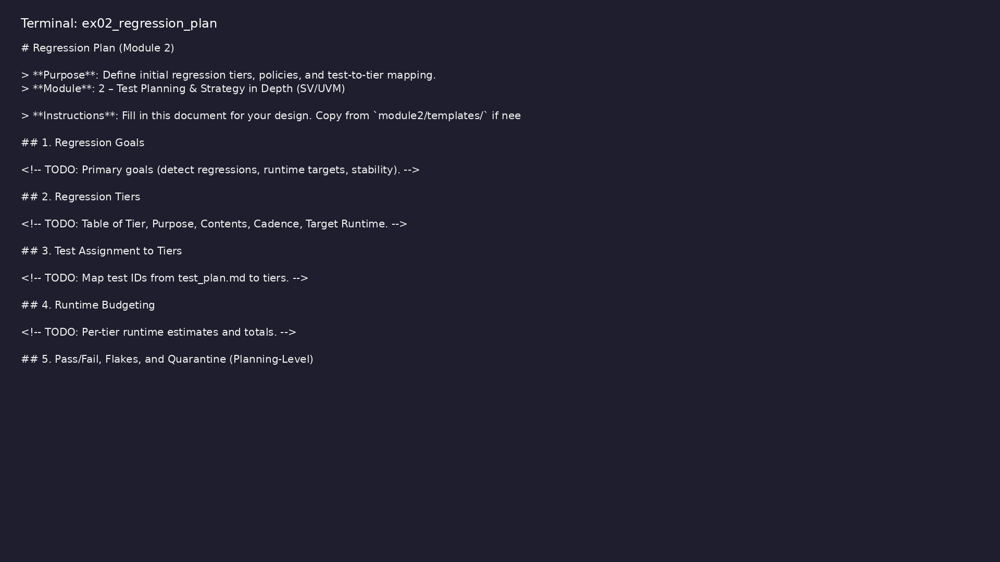 Terminal: ex02_regression_plan
# Regression Plan (Module 2)
> **Purpose**: Define initial regression tiers, policies, and test-to-tier mapping.
> **Module**: 2 – Test Planning & Strategy in Depth (SV/UVM)
> **Instructions**: Fill in this document for your design. Copy from `module2/templates/` if nee
## 1. Regression Goals
<!-- TODO: Primary goals (detect regressions, runtime targets, stability). -->
## 2. Regression Tiers
<!-- TODO: Table of Tier, Purpose, Contents, Cadence, Target Runtime. -->
## 3. Test Assignment to Tiers
<!-- TODO: Map test IDs from test_plan.md to tiers. -->
## 4. Runtime Budgeting
<!-- TODO: Per-tier runtime estimates and totals. -->
## 5. Pass/Fail, Flakes, and Quarantine (Planning-Level)